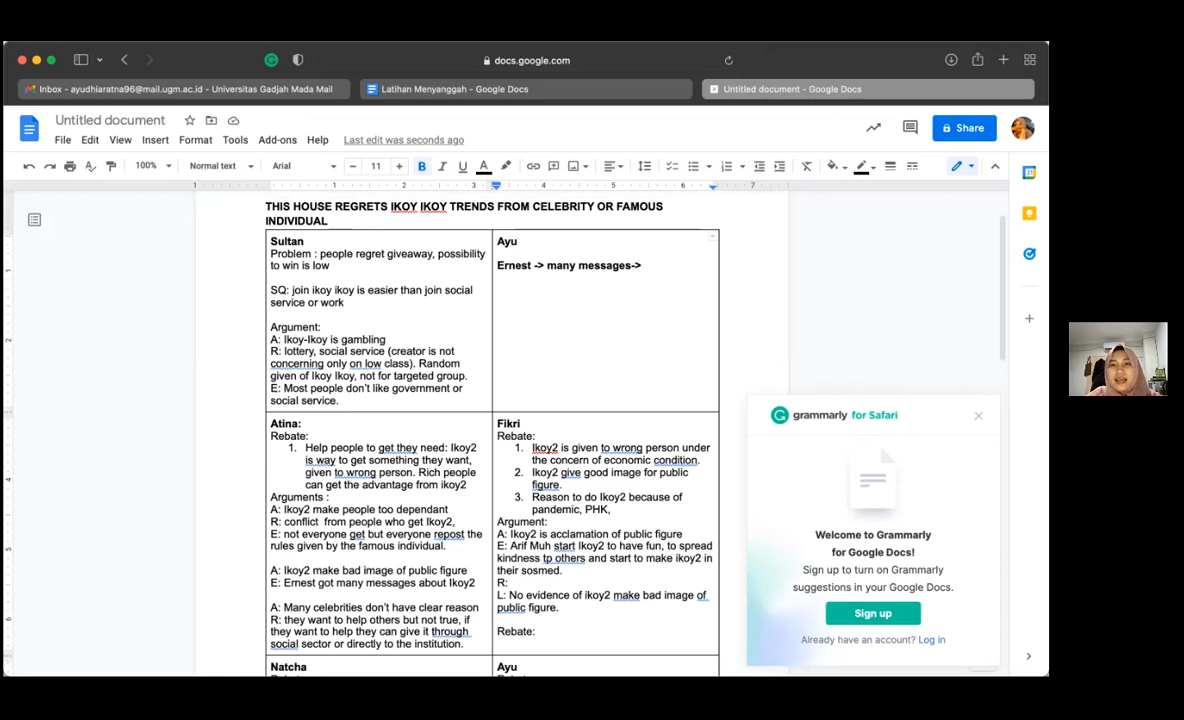 docs.google.com
Inbox - ayudhiaratna96@mail.ugm.ac.id - Universitas Gadjah Mada Mail
Latihan Menyanggah - Google Docs
Untitled document - Google Docs
Untitled document
File Edit View Insert Format Tools Add-ons Help Last edit was seconds ago
Share
100% Normal text Arial 11
1 1 2 3 4 5 6 7
THIS HOUSE REGRETS IKOY IKOY TRENDS FROM CELEBRITY OR FAMOUS
INDIVIDUAL
Sultan
Problem : people regret giveaway, possibility
to win is low
SQ: join ikoy ikoy is easier than join social
service or work
Argument:
A: Ikoy-Ikoy is gambling
R: lottery, social service (creator is not
concerning only on low class). Random
given of Ikoy Ikoy, not for targeted group.
E: Most people don't like government or
social service.
Ayu
Ernest -> many messages->
Atina:
Rebate:
1. Help people to get they need: Ikoy2
is way to get something they want,
given to wrong person. Rich people
can get the advantage from ikoy2
Arguments :
A: Ikoy2 make people too dependant
R: conflict from people who get Ikoy2,
E: not everyone get but everyone repost the
rules given by the famous individual.
A: Ikoy2 make bad image of public figure
E: Ernest got many messages about Ikoy2
A: Many celebrities don't have clear reason
R: they want to help others but not true, if
they want to help they can give it through
social sector or directly to the institution.
Fikri
Rebate:
1. Ikoy2 is given to wrong person under
the concern of economic condition.
2. Ikoy2 give good image for public
figure.
3. Reason to do Ikoy2 because of
pandemic, PHK,
Argument:
A: Ikoy2 is acclamation of public figure
E: Arif Muh start Ikoy2 to have fun, to spread
kindness tp others and start to make ikoy2 in
their sosmed.
R:
L: No evidence of ikoy2 make bad image of
public figure.
Rebate:
Natcha
Ayu
grammarly for Safari
Welcome to Grammarly
for Google Docs!
Sign up to turn on Grammarly
suggestions in your Google Docs.
Sign up
Already have an account? Log in